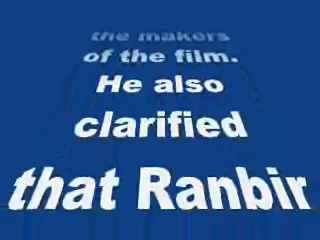 the makers
of the film.
He also
clarified
that Ranbir